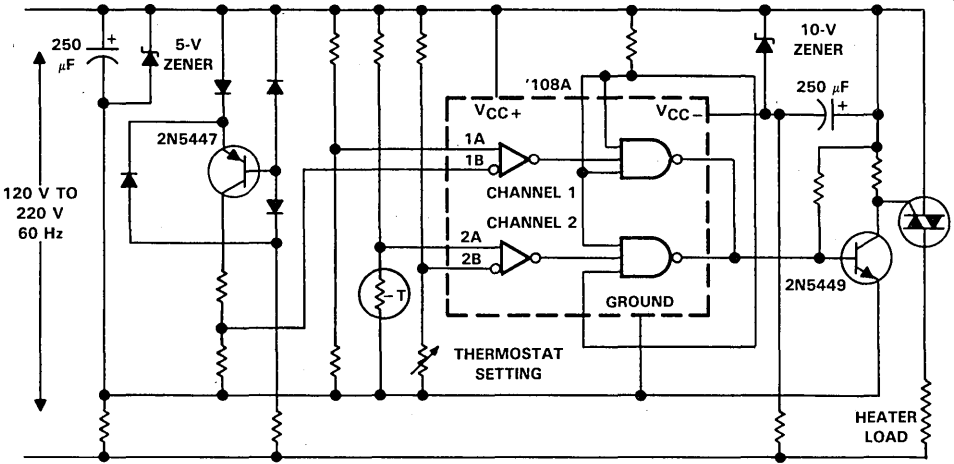 250
μF
+
5-V
ZENER
10-V
ZENER
250 μF
+
'108A
VCC+
VCC−
2N5447
1A
1B
CHANNEL 1
CHANNEL 2
120 V TO
220 V
60 Hz
2A
2B
−T
GROUND
2N5449
THERMOSTAT
SETTING
HEATER
LOAD